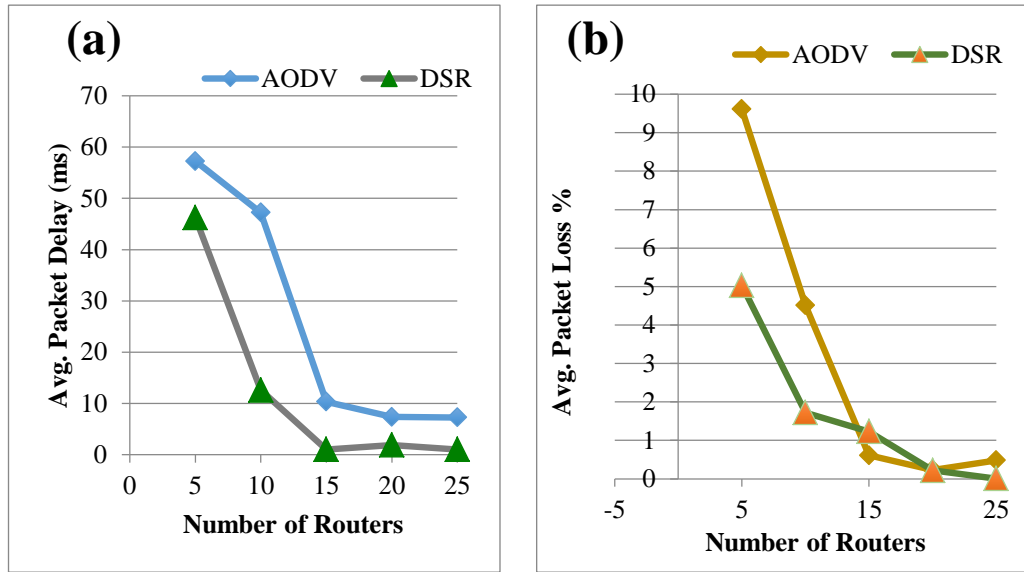 (a)
AODV DSR
70
60
50
40
30
20
10
0
0 5 10 15 20 25
Avg. Packet Delay (ms)
Number of Routers
(b)
AODV DSR
10
9
8
7
6
5
4
3
2
1
0
-5 5 15 25
Avg. Packet Loss %
Number of Routers